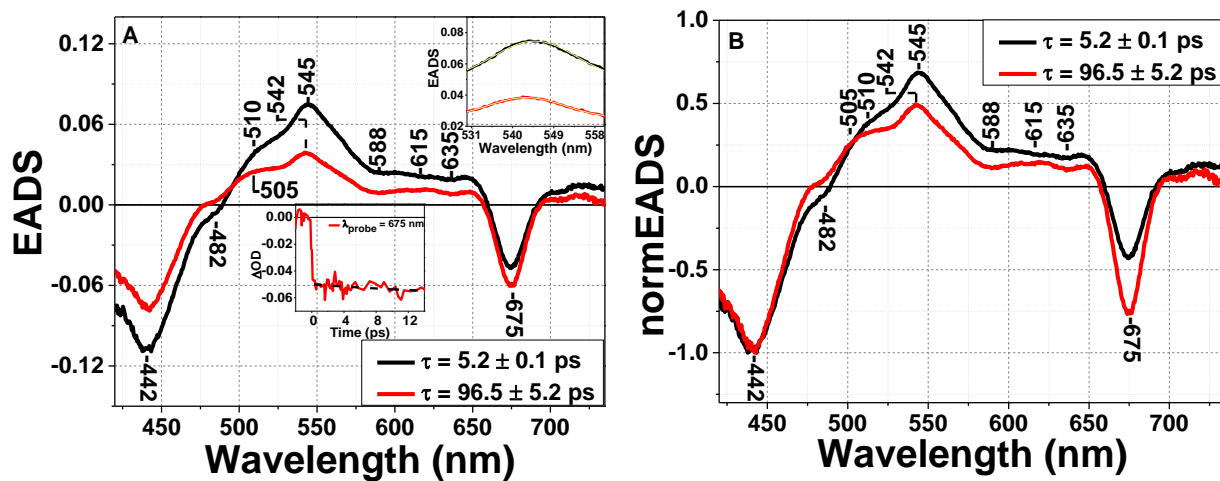 A
0.12
0.06
0.00
-0.06
-0.12
EADS
450 500 550 600 650 700
Wavelength (nm)
442
482
510
505
542
545
588
615
635
675
0.08
0.06
0.04
0.02
EADS
531 540 549 558
Wavelength (nm)
0.00
-0.02
-0.04
-0.06
ΔOD
λprobe = 675 nm
0 4 8 12
Time (ps)
τ = 5.2 ± 0.1 ps
τ = 96.5 ± 5.2 ps
B
1.0
0.5
0.0
-0.5
-1.0
normEADS
450 500 550 600 650 700
Wavelength (nm)
442
482
505
510
542
545
588
615
635
675
τ = 5.2 ± 0.1 ps
τ = 96.5 ± 5.2 ps